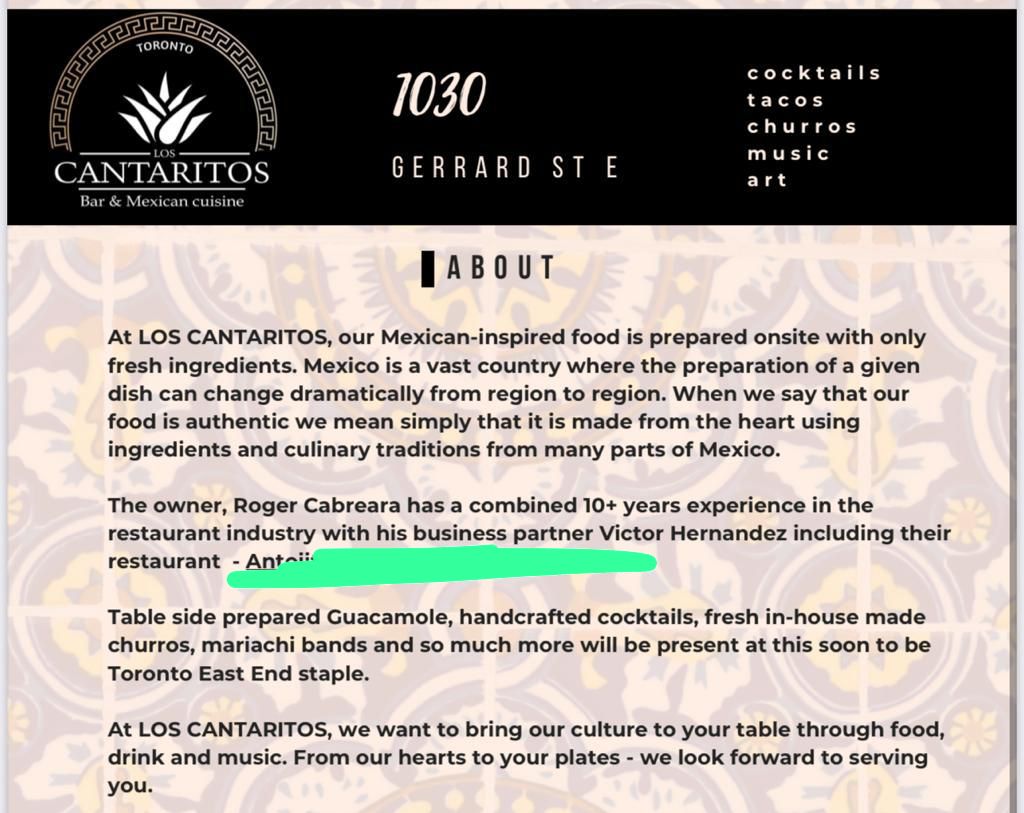 TORONTO
LOS
CANTARITOS
Bar & Mexican cuisine
1030
GERRARD ST E
cocktails
tacos
churros
music
art
ABOUT
At LOS CANTARITOS, our Mexican-inspired food is prepared onsite with only
fresh ingredients. Mexico is a vast country where the preparation of a given
dish can change dramatically from region to region. When we say that our
food is authentic we mean simply that it is made from the heart using
ingredients and culinary traditions from many parts of Mexico.
The owner, Roger Cabreara has a combined 10+ years experience in the
restaurant industry with his business partner Victor Hernandez including their
restaurant -
Table side prepared Guacamole, handcrafted cocktails, fresh in-house made
churros, mariachi bands and so much more will be present at this soon to be
Toronto East End staple.
At LOS CANTARITOS, we want to bring our culture to your table through food,
drink and music. From our hearts to your plates - we look forward to serving
you.